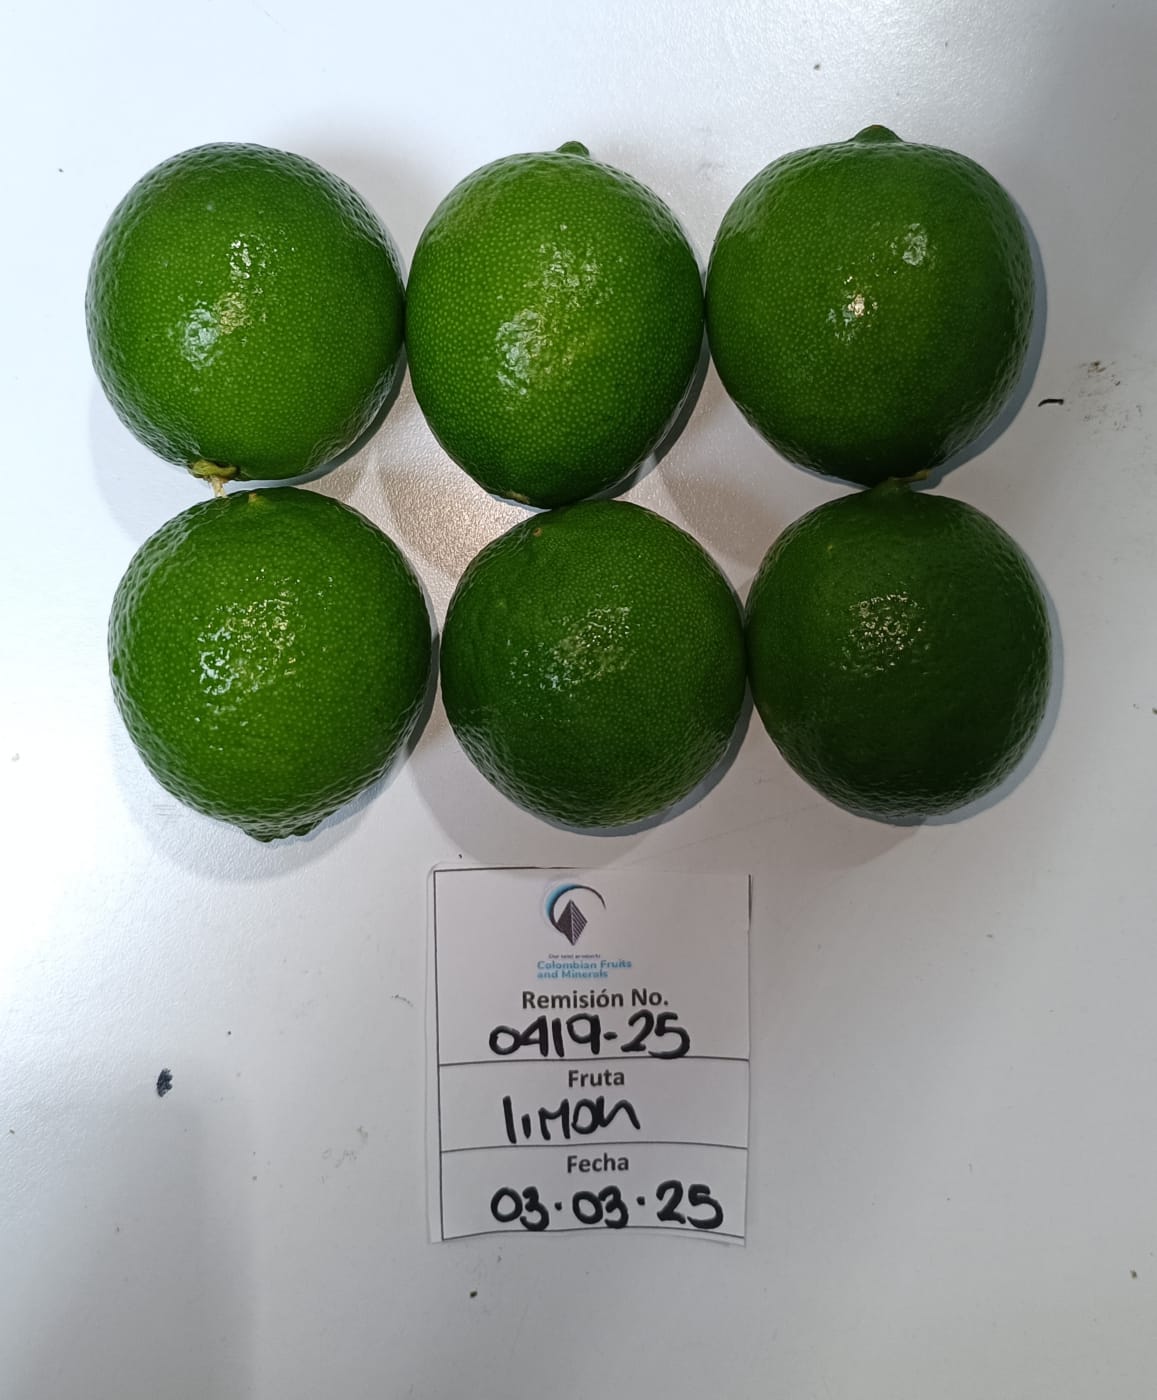 Colombian Fruits
and Minerals
Remisión No.
0419-25
Fruta
limon
Fecha
03.03.25